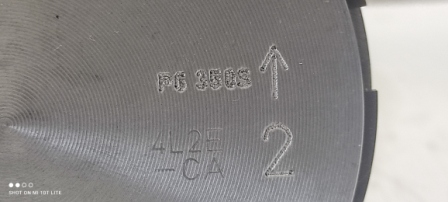 F6 350S ↑
4L2E 2
-CA
SHOT ON MI 10T LITE